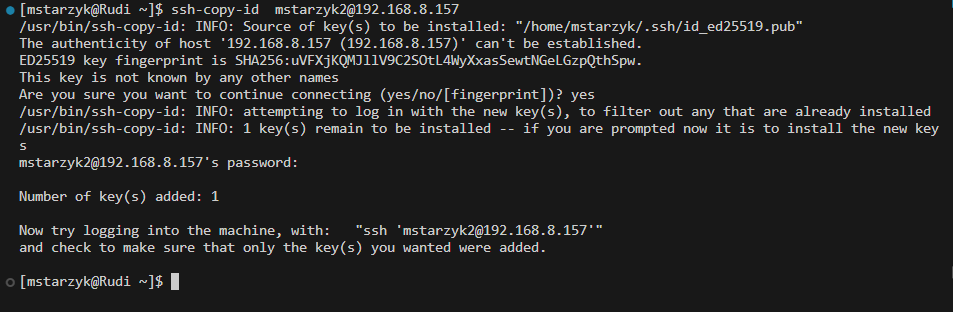 [mstarzyk@Rudi ~]$ ssh-copy-id  mstarzyk2@192.168.8.157
/usr/bin/ssh-copy-id: INFO: Source of key(s) to be installed: "/home/mstarzyk/.ssh/id_ed25519.pub"
The authenticity of host '192.168.8.157 (192.168.8.157)' can't be established.
ED25519 key fingerprint is SHA256:uVFXjKQMJllV9C2SOtL4WyXxasSewtNGeLGzpQthSpw.
This key is not known by any other names
Are you sure you want to continue connecting (yes/no/[fingerprint])? yes
/usr/bin/ssh-copy-id: INFO: attempting to log in with the new key(s), to filter out any that are already installed
/usr/bin/ssh-copy-id: INFO: 1 key(s) remain to be installed -- if you are prompted now it is to install the new key
s
mstarzyk2@192.168.8.157's password:
Number of key(s) added: 1
Now try logging into the machine, with:   "ssh 'mstarzyk2@192.168.8.157'"
and check to make sure that only the key(s) you wanted were added.
[mstarzyk@Rudi ~]$